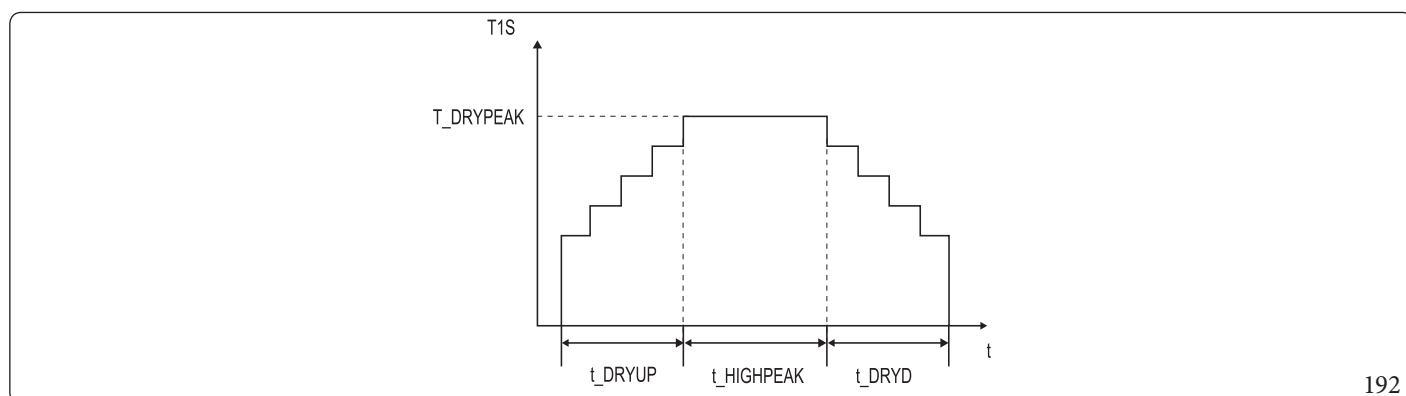 T1S
T_DRYPEAK
t
t_DRYUP
t_HIGHPEAK
t_DRYD
192